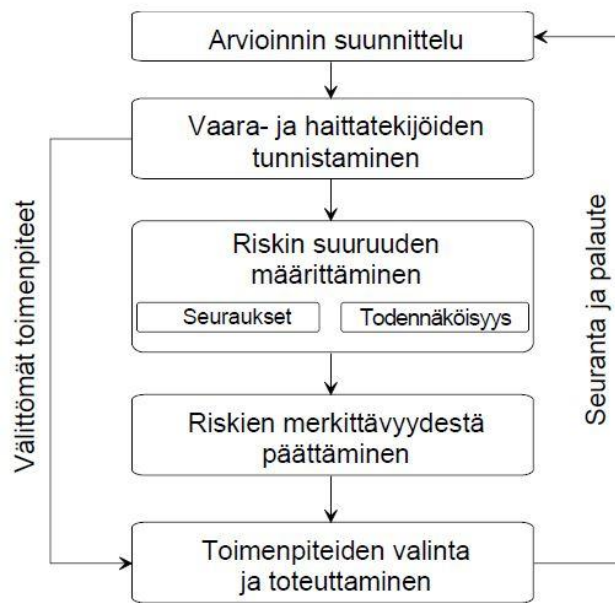 Arvioinnin suunnittelu
Vaara- ja haittatekijöiden
tunnistaminen
Riskin suuruuden
määrittäminen
Seuraukset
Todennäköisyys
Riskien merkittävyydestä
päättäminen
Toimenpiteiden valinta
ja toteuttaminen
Välittömät toimenpiteet
Seuranta ja palaute